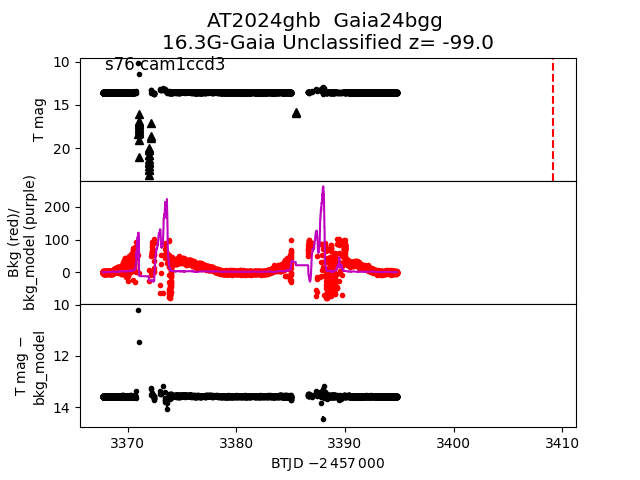 AT2024ghb Gaia24bgg
16.3G-Gaia Unclassified z= -99.0
s76 cam1ccd3
10
15
20
T mag
200
100
0
Bkg (red)/
bkg_model (purple)
10
12
14
T mag −
bkg_model
3370 3380 3390 3400 3410
BTJD −2 457 000